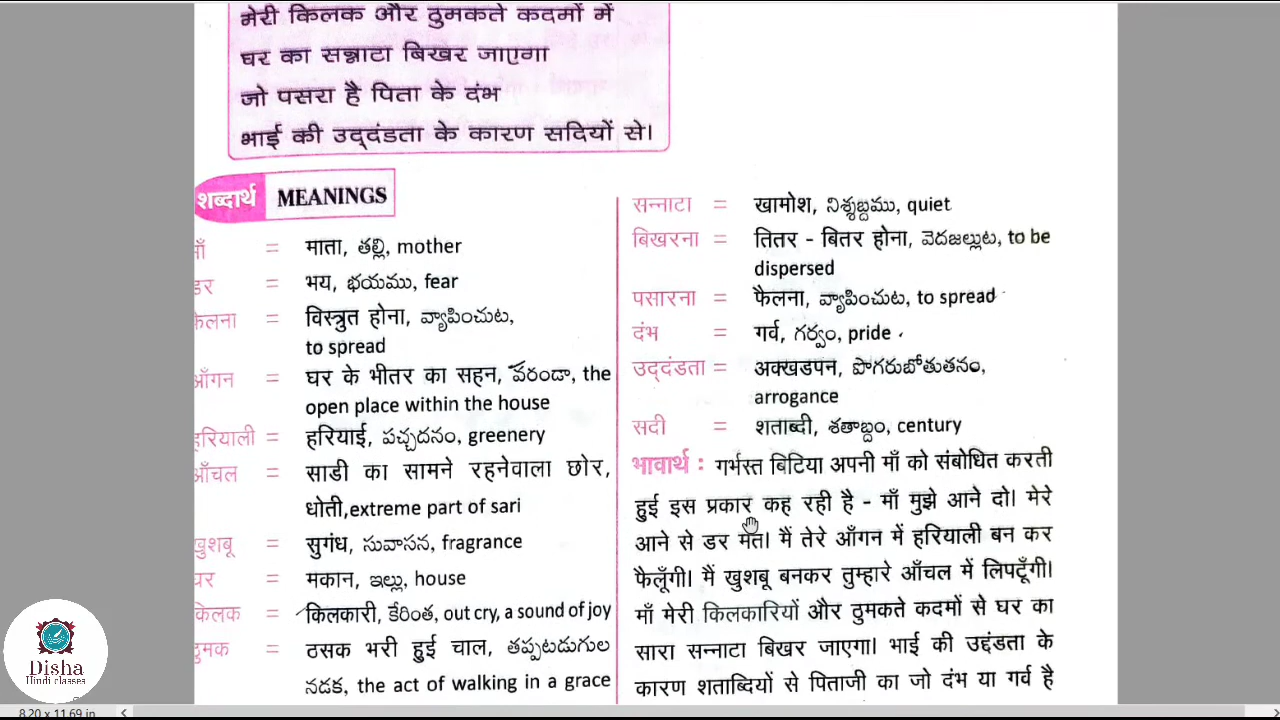 मेरी किलक और ठुमकते कदमों में
घर का सन्नाटा बिखर जाएगा
जो पसरा है पिता के दंभ
भाई की उद्दंडता के कारण सदियों से।
शब्दार्थ MEANINGS
माँ = माता, తల్లి, mother
डर = भय, భయము, fear
फैलना = विस्त्रुत होना, వ్యాపించుట,
to spread
आँगन = घर के भीतर का सहन, వరండా, the
open place within the house
हरियाली = हरियाई, పచ్చదనం, greenery
आँचल = साडी का सामने रहनेवाला छोर,
धोती,extreme part of sari
खुशबू = सुगंध, సువాసన, fragrance
घर = मकान, ఇల్లు, house
किलक = किलकारी, కేరింత, out cry, a sound of joy
ठुमक = ठसक भरी हुई चाल, తప్పటడుగుల
నడక, the act of walking in a grace
सन्नाटा = खामोश, నిశ్శబ్దము, quiet
बिखरना = तितर - बितर होना, వెదజల్లుట, to be
dispersed
पसारना = फैलना, వ్యాపించుట, to spread
दंभ = गर्व, గర్వం, pride
उद्दंडता = अक्खडपन, పొగరుబోతుతనం,
arrogance
सदी = शताब्दी, శతాబ్దం, century
भावार्थ : गर्भस्त बिटिया अपनी माँ को संबोधित करती
हुई इस प्रकार कह रही है - माँ मुझे आने दो। मेरे
आने से डर मत। मैं तेरे आँगन में हरियाली बन कर
फैलूँगी। मैं खुशबू बनकर तुम्हारे आँचल में लिपटूँगी।
माँ मेरी किलकारियों और ठुमकते कदमों से घर का
सारा सन्नाटा बिखर जाएगा। भाई की उद्दंडता के
कारण शताब्दियों से पिताजी का जो दंभ या गर्व है
Disha
Hindi classes
8.20 x 11.69 in